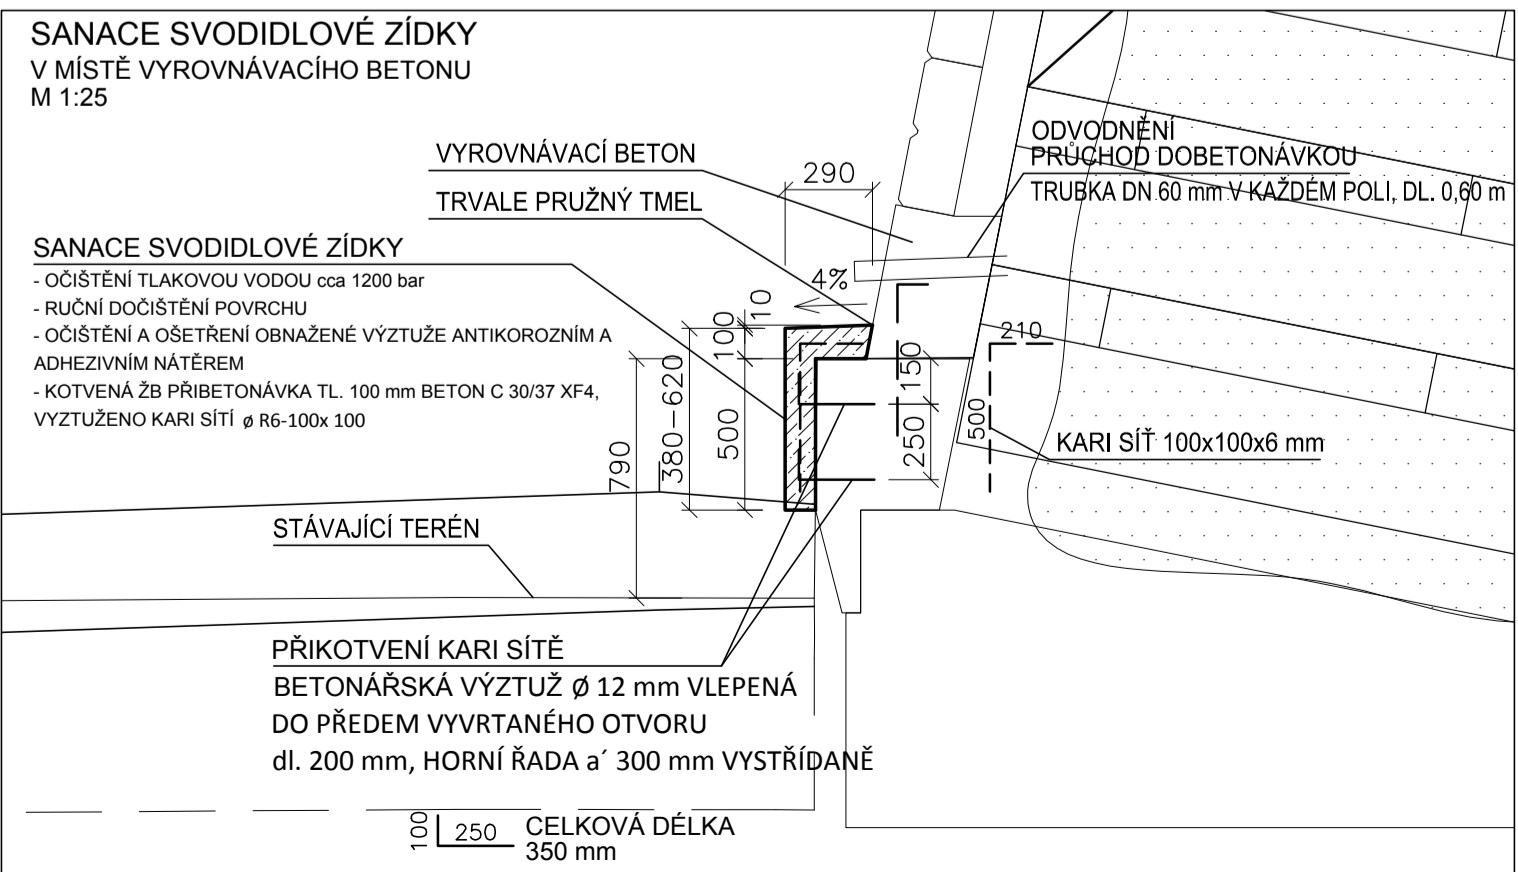 SANACE SVODIDLOVÉ ZÍDKY
V MÍSTĚ VYROVNÁVACÍHO BETONU
M 1:25
VYROVNÁVACÍ BETON
TRVALE PRUŽNÝ TMEL
290
ODVODNĚNÍ
PRŮCHOD DOBETONÁVKOU
TRUBKA DN 60 mm V KAŽDÉM POLI, DL. 0,60 m
SANACE SVODIDLOVÉ ZÍDKY
- OČIŠTĚNÍ TLAKOVOU VODOU cca 1200 bar
- RUČNÍ DOČIŠTĚNÍ POVRCHU
- OČIŠTĚNÍ A OŠETŘENÍ OBNAŽENÉ VÝZTUŽE ANTIKOROZNÍM A
ADHEZIVNÍM NÁTĚREM
- KOTVENÁ ŽB PŘIBETONÁVKA TL. 100 mm BETON C 30/37 XF4,
VYZTUŽENO KARI SÍTÍ ø R6-100x 100
4%
10
100
210
150
380-620
500
790
250
500
KARI SÍŤ 100x100x6 mm
STÁVAJÍCÍ TERÉN
PŘIKOTVENÍ KARI SÍTĚ
BETONÁŘSKÁ VÝZTUŽ Ø 12 mm VLEPENÁ
DO PŘEDEM VYVRTANÉHO OTVORU
dl. 200 mm, HORNÍ ŘADA a´ 300 mm VYSTŘÍDANĚ
100
250
CELKOVÁ DÉLKA
350 mm